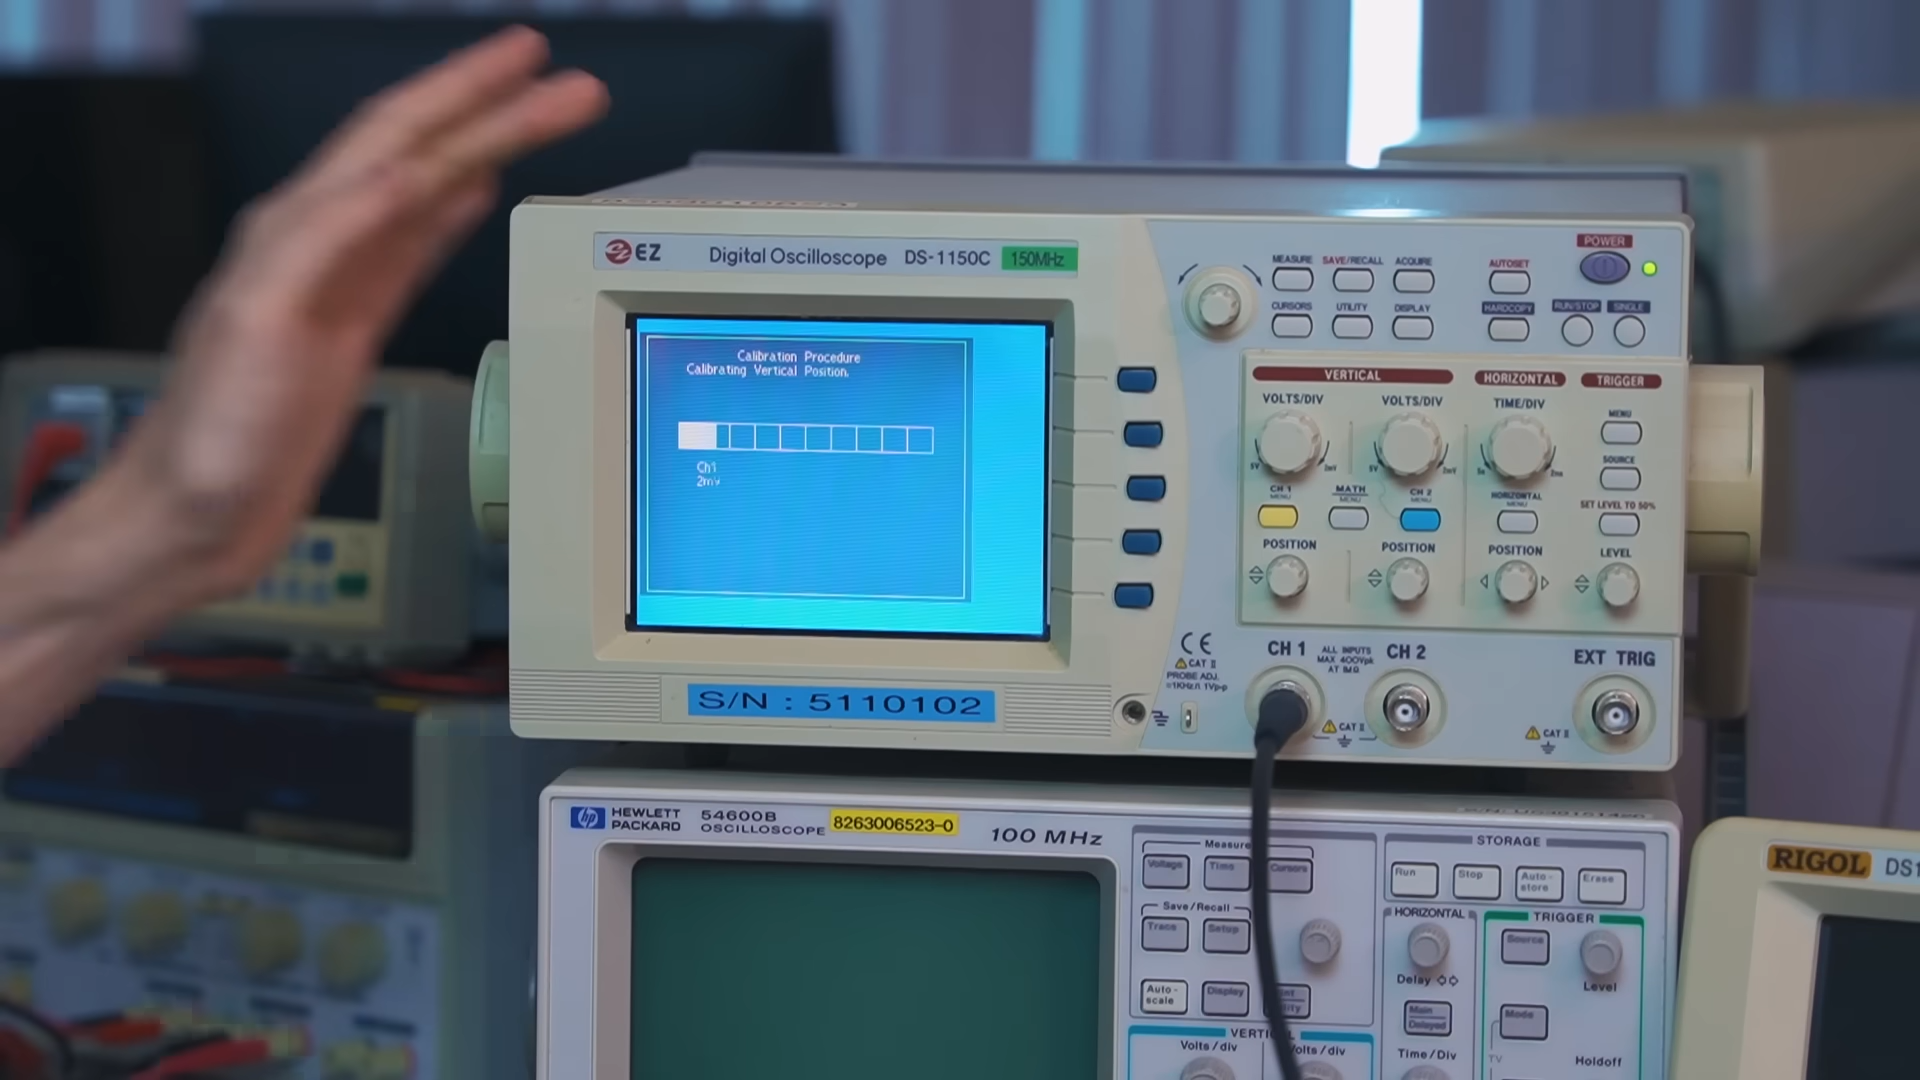 EZ
Digital Oscilloscope DS-1150C 150MHz
Calibration Procedure
Calibrating Vertical Position.
Ch1
2mv
S/N : 5110102
POWER
MEASURE SAVE/RECALL ACQUIRE AUTOSET
CURSORS UTILITY DISPLAY HARDCOPY RUN/STOP SINGLE
VERTICAL HORIZONTAL TRIGGER
VOLTS/DIV VOLTS/DIV TIME/DIV
MENU
SOURCE
5V 2mV 5V 2mV
CH 1 MENU MATH MENU CH 2 MENU HORIZONTAL MENU
SET LEVEL TO 50%
POSITION POSITION POSITION LEVEL
CE
CAT II
PROBE ADJ.
CH 1 ALL INPUTS MAX 400Vpk AT 1MΩ CH 2 EXT TRIG
CAT II CAT II
hp HEWLETT PACKARD
54600B OSCILLOSCOPE
8263006523-0
100 MHz
Measure
Voltage Time Cursors
Save/Recall
Trace Setup
Auto-scale Display
STORAGE
Run Stop Auto-store Erase
HORIZONTAL
Delay
Main Delayed
Time/Div
TRIGGER
Source
Level
Mode
TV
Holdoff
Volts/div Volts/div
RIGOL